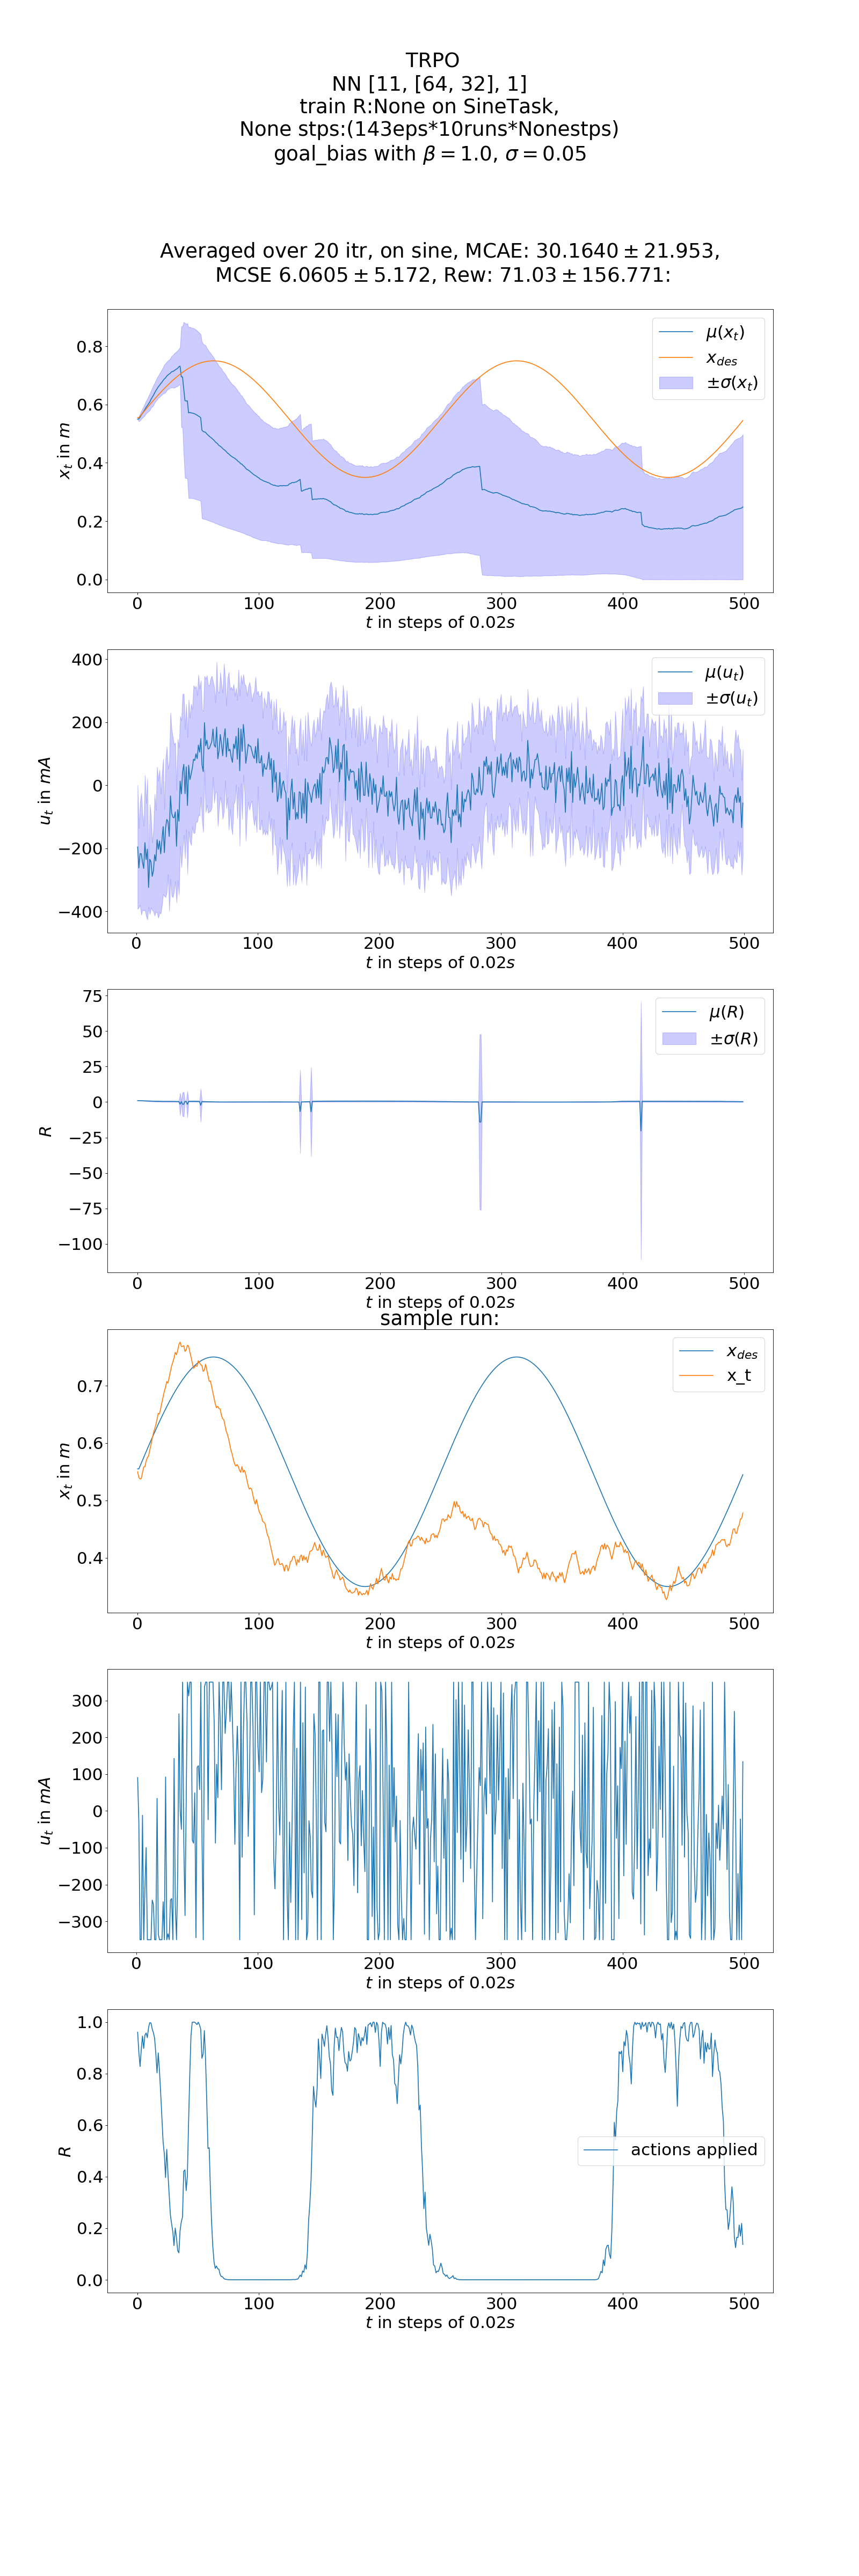 TRPO
NN [11, [64, 32], 1]
train R:None on SineTask,
None stps:(143eps*10runs*Nonestps)
goal_bias with β = 1.0, σ = 0.05
Averaged over 20 itr, on sine, MCAE: 30.1640 ± 21.953,
MCSE 6.0605 ± 5.172, Rew: 71.03 ± 156.771:
0.8
0.6
0.4
0.2
0.0
x_t in m
μ(x_t)
x_des
±σ(x_t)
0 100 200 300 400 500
t in steps of 0.02s
400
200
0
−200
−400
u_t in mA
μ(u_t)
±σ(u_t)
0 100 200 300 400 500
t in steps of 0.02s
75
50
25
0
−25
−50
−75
−100
R
μ(R)
±σ(R)
0 100 200 300 400 500
t in steps of 0.02s
sample run:
0.7
0.6
0.5
0.4
x_t in m
x_des
x_t
0 100 200 300 400 500
t in steps of 0.02s
300
200
100
0
−100
−200
−300
u_t in mA
0 100 200 300 400 500
t in steps of 0.02s
1.0
0.8
0.6
0.4
0.2
0.0
R
actions applied
0 100 200 300 400 500
t in steps of 0.02s